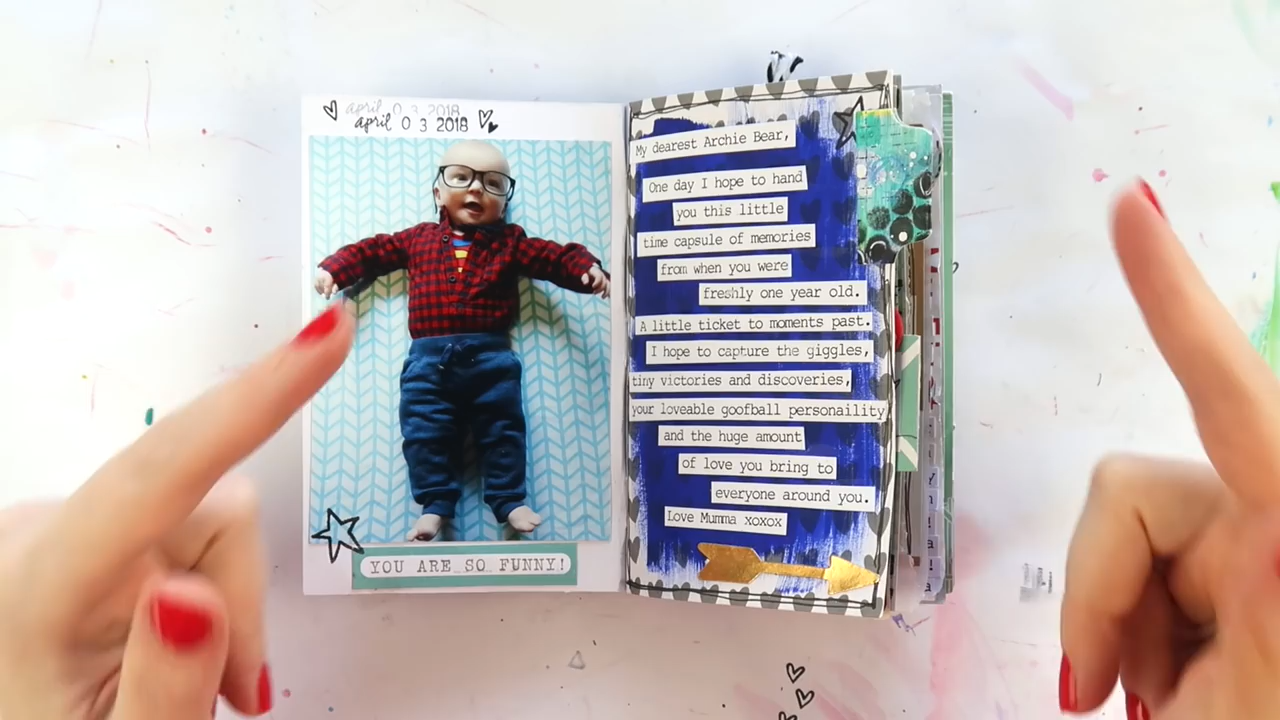 april 0 3 2018
april 0 3 2018
YOU ARE SO FUNNY!
My dearest Archie Bear,
One day I hope to hand
you this little
time capsule of memories
from when you were
freshly one year old.
A little ticket to moments past.
I hope to capture the giggles,
tiny victories and discoveries,
your loveable goofball personaility
and the huge amount
of love you bring to
everyone around you.
Love Mumma xoxox